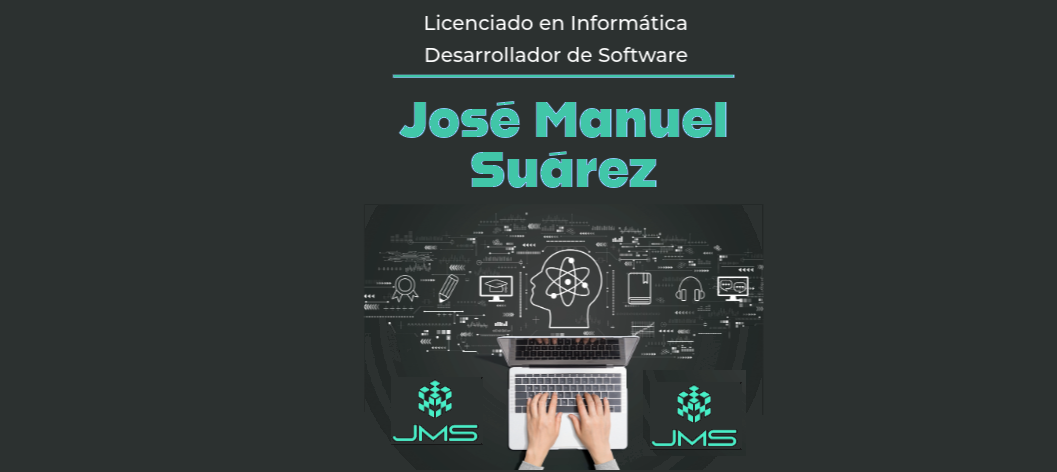 Licenciado en Informática
Desarrollador de Software
José Manuel
Suárez
JMS
JMS